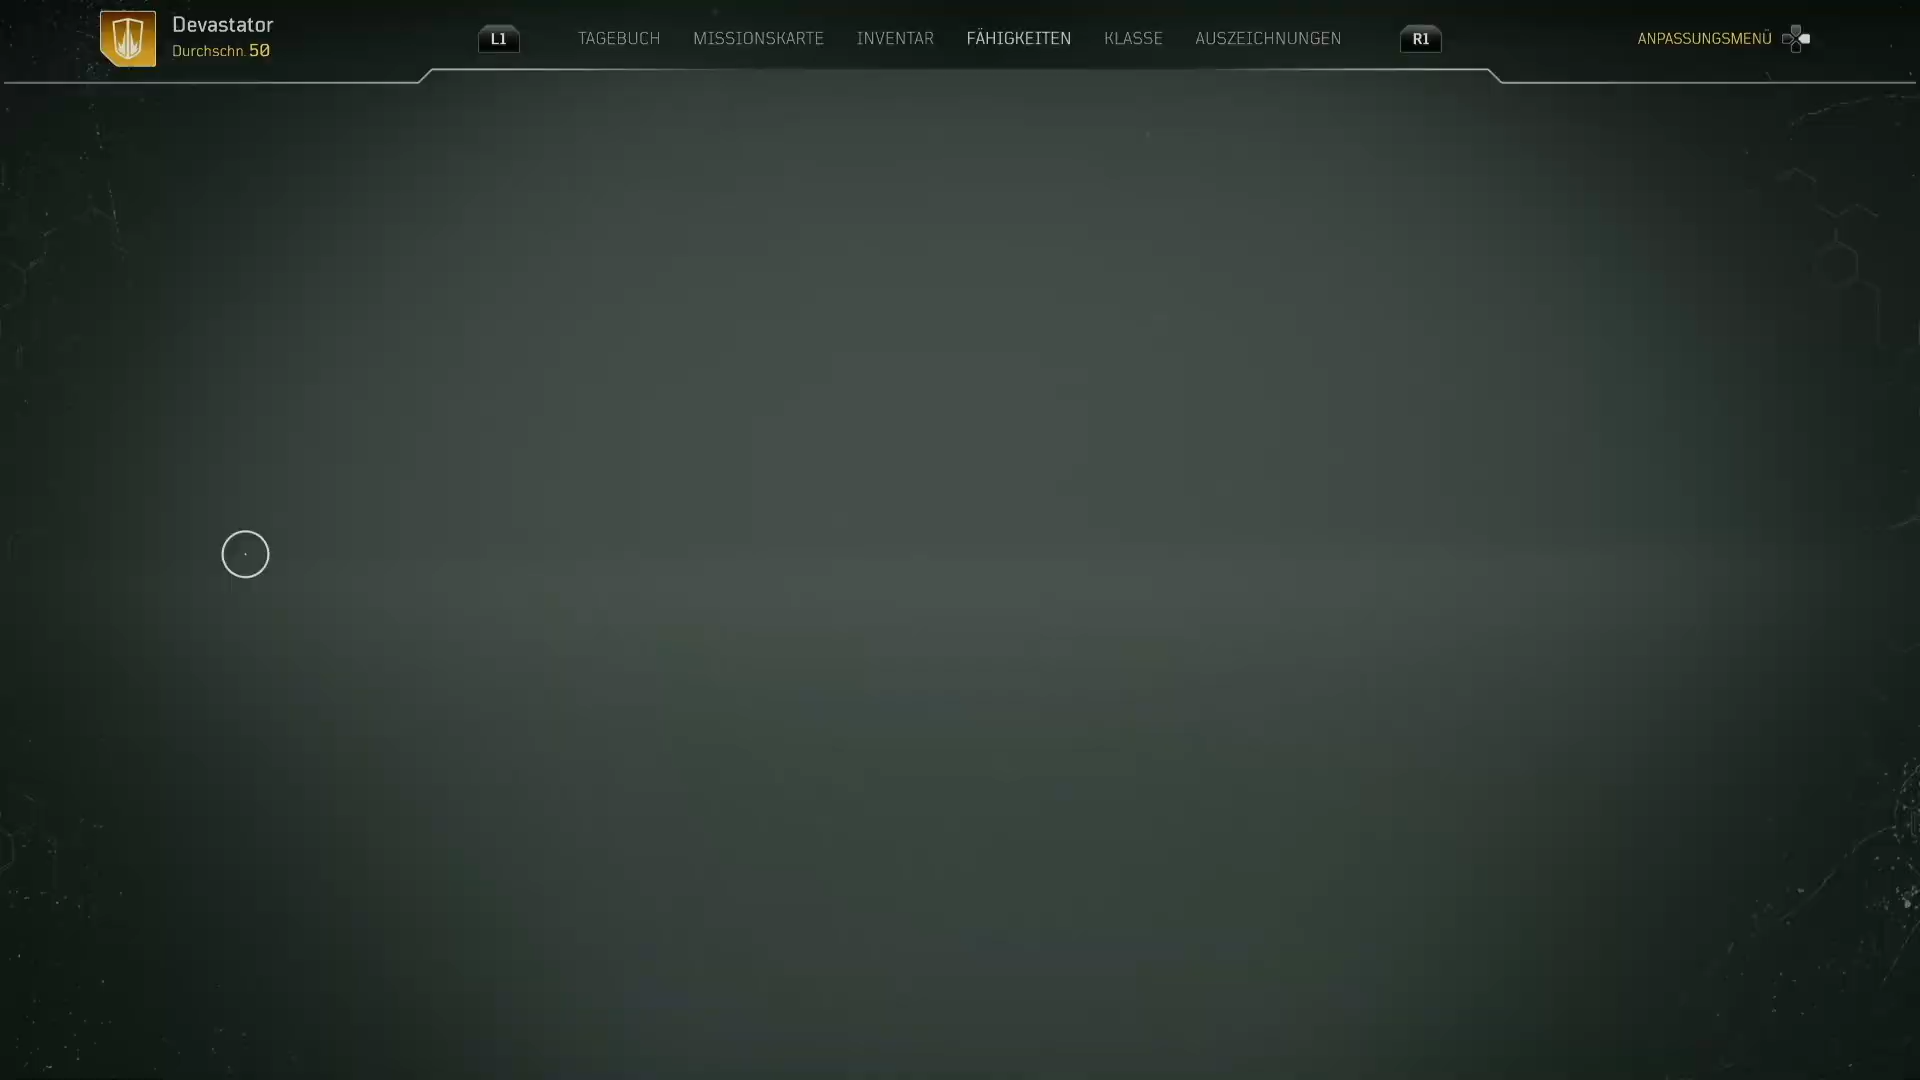 Devastator
Durchschn. 50
L1
TAGEBUCH
MISSIONSKARTE
INVENTAR
FÄHIGKEITEN
KLASSE
AUSZEICHNUNGEN
R1
ANPASSUNGSMENÜ